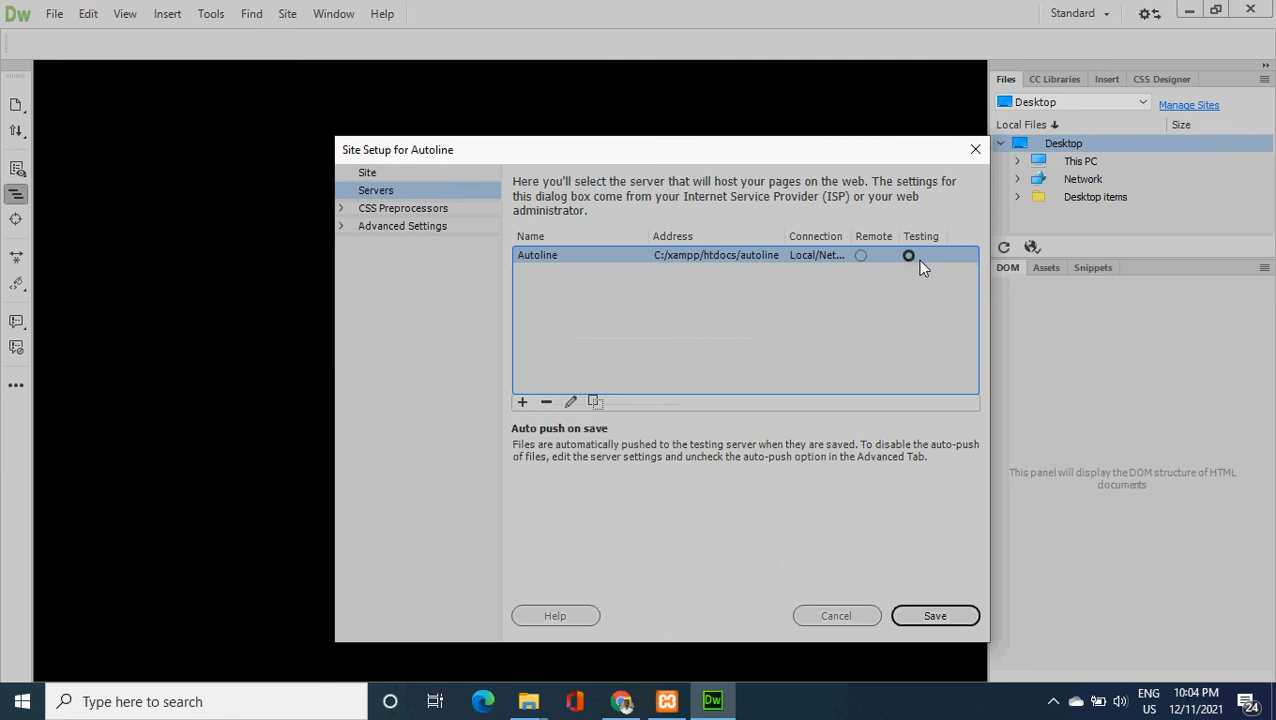 Dw File Edit View Insert Tools Find Site Window Help Standard
Files CC Libraries Insert CSS Designer
Desktop Manage Sites
Local Files Size
Desktop
This PC
Network
Desktop items
DOM Assets Snippets
This panel will display the DOM structure of HTML
documents
Site Setup for Autoline
Site
Servers
CSS Preprocessors
Advanced Settings
Here you'll select the server that will host your pages on the web. The settings for
this dialog box come from your Internet Service Provider (ISP) or your web
administrator.
Name Address Connection Remote Testing
Autoline C:/xampp/htdocs/autoline Local/Net...
Auto push on save
Files are automatically pushed to the testing server when they are saved. To disable the auto-push
of files, edit the server settings and uncheck the auto-push option in the Advanced Tab.
Help Cancel Save
Type here to search
Dw
ENG
US
10:04 PM
12/11/2021
24